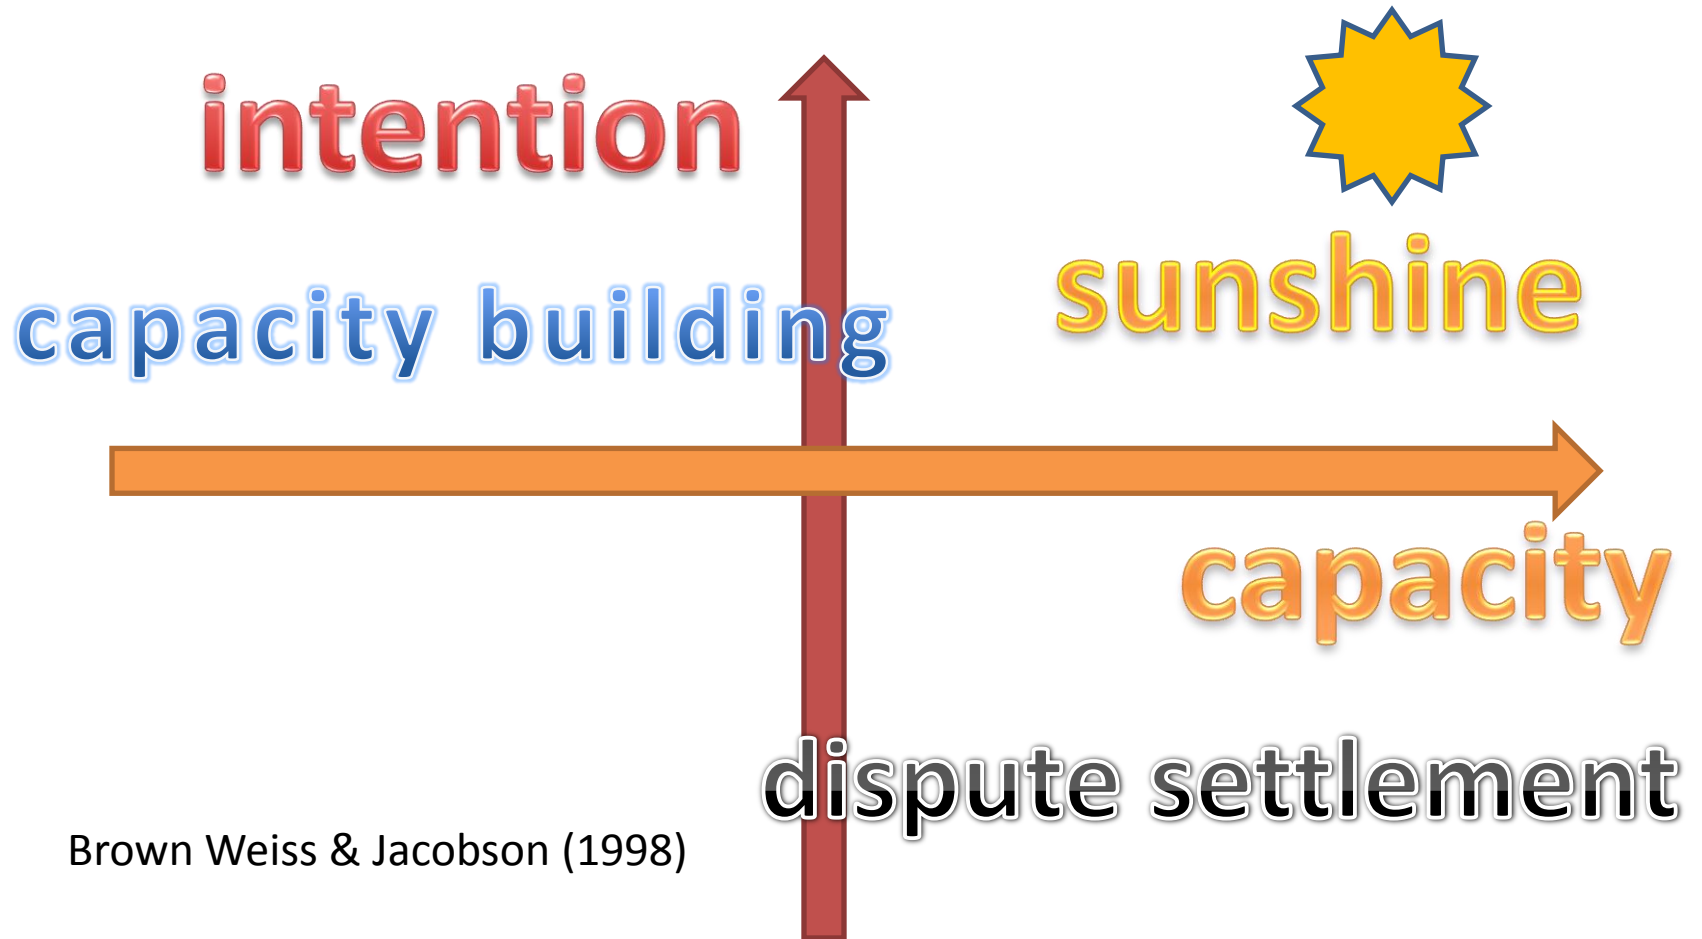 intention
sunshine
capacity building
capacity
dispute settlement
Brown Weiss & Jacobson (1998)